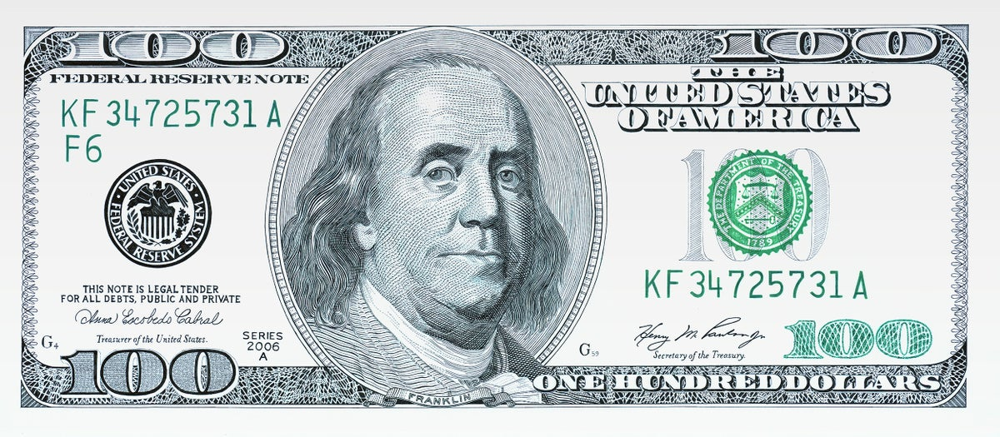 100
100
FEDERAL RESERVE NOTE
THE
UNITED STATES
OF AMERICA
KF 34725731 A
F6
UNITED STATES
FEDERAL RESERVE SYSTEM
100
THE DEPARTMENT OF THE TREASURY
1789
KF 34725731 A
THIS NOTE IS LEGAL TENDER
FOR ALL DEBTS, PUBLIC AND PRIVATE
Anna Escobedo Cabral
Treasurer of the United States.
SERIES
2006
A
G4
G59
Henry M. Paulson Jr
Secretary of the Treasury.
100
100
FRANKLIN
ONE HUNDRED DOLLARS